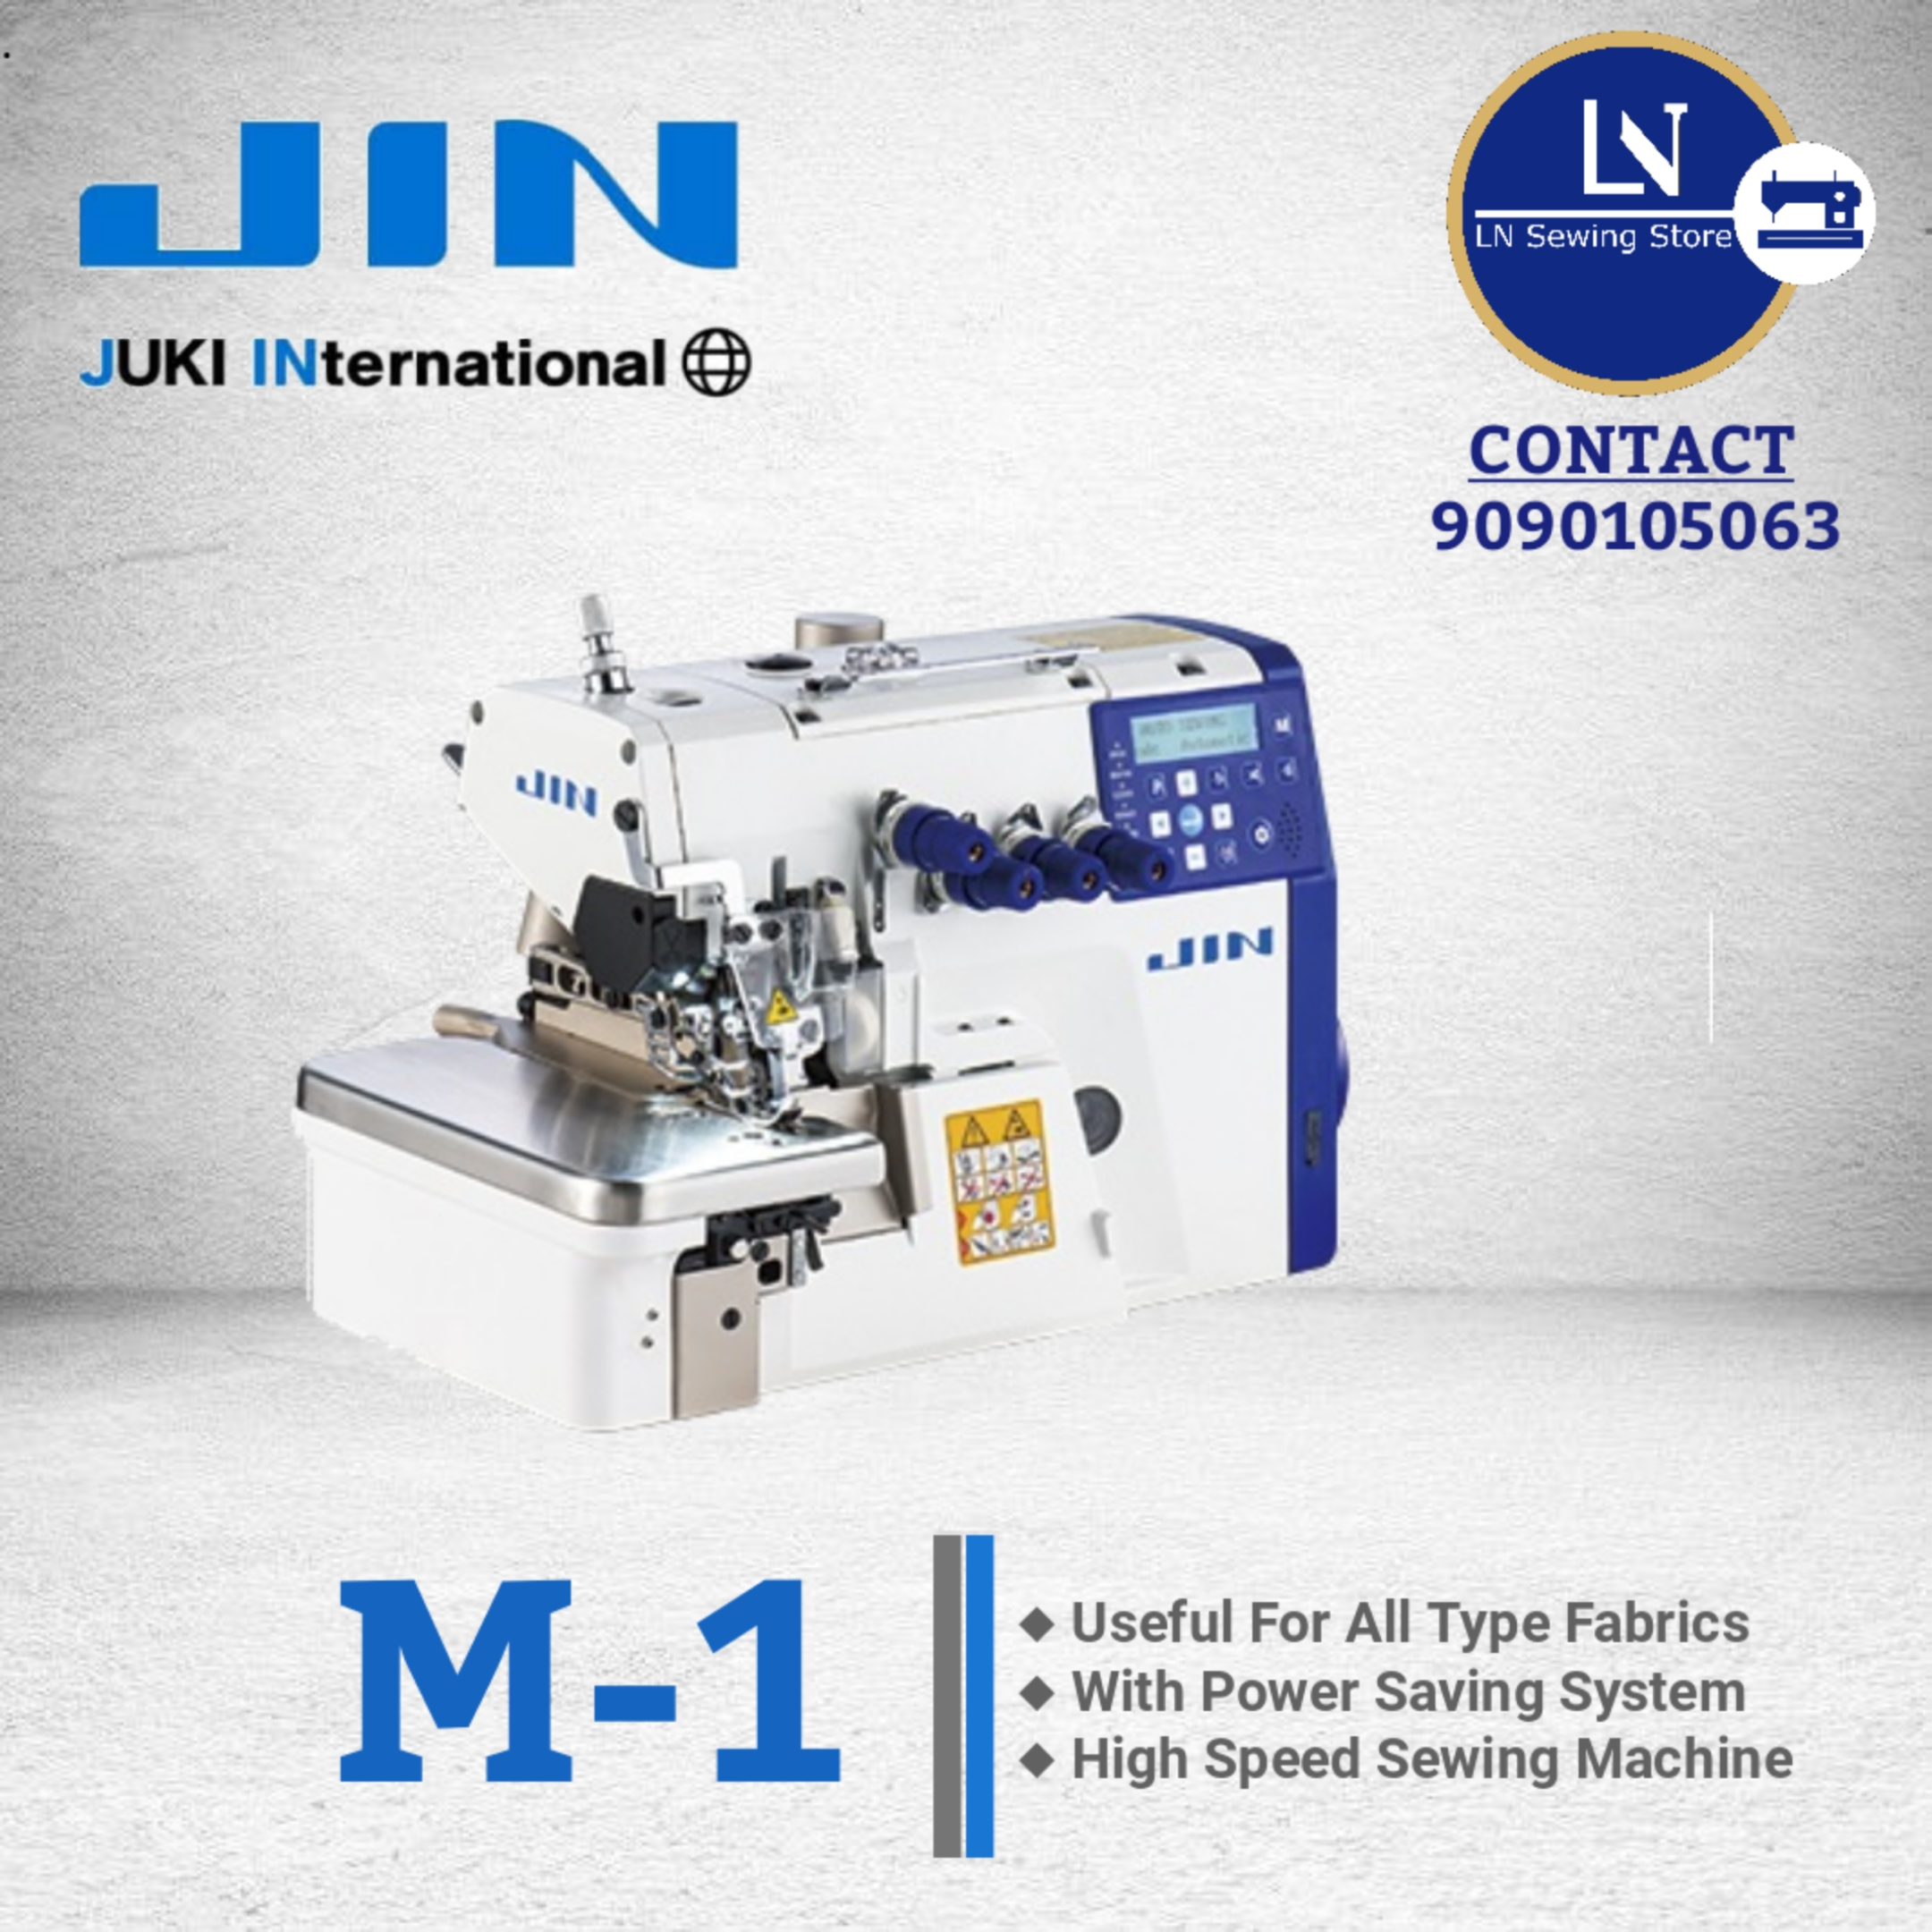 JIN
JUKI INternational
LN
LN Sewing Store
CONTACT
9090105063
JIN
JIN
M-1
◆ Useful For All Type Fabrics
◆ With Power Saving System
◆ High Speed Sewing Machine